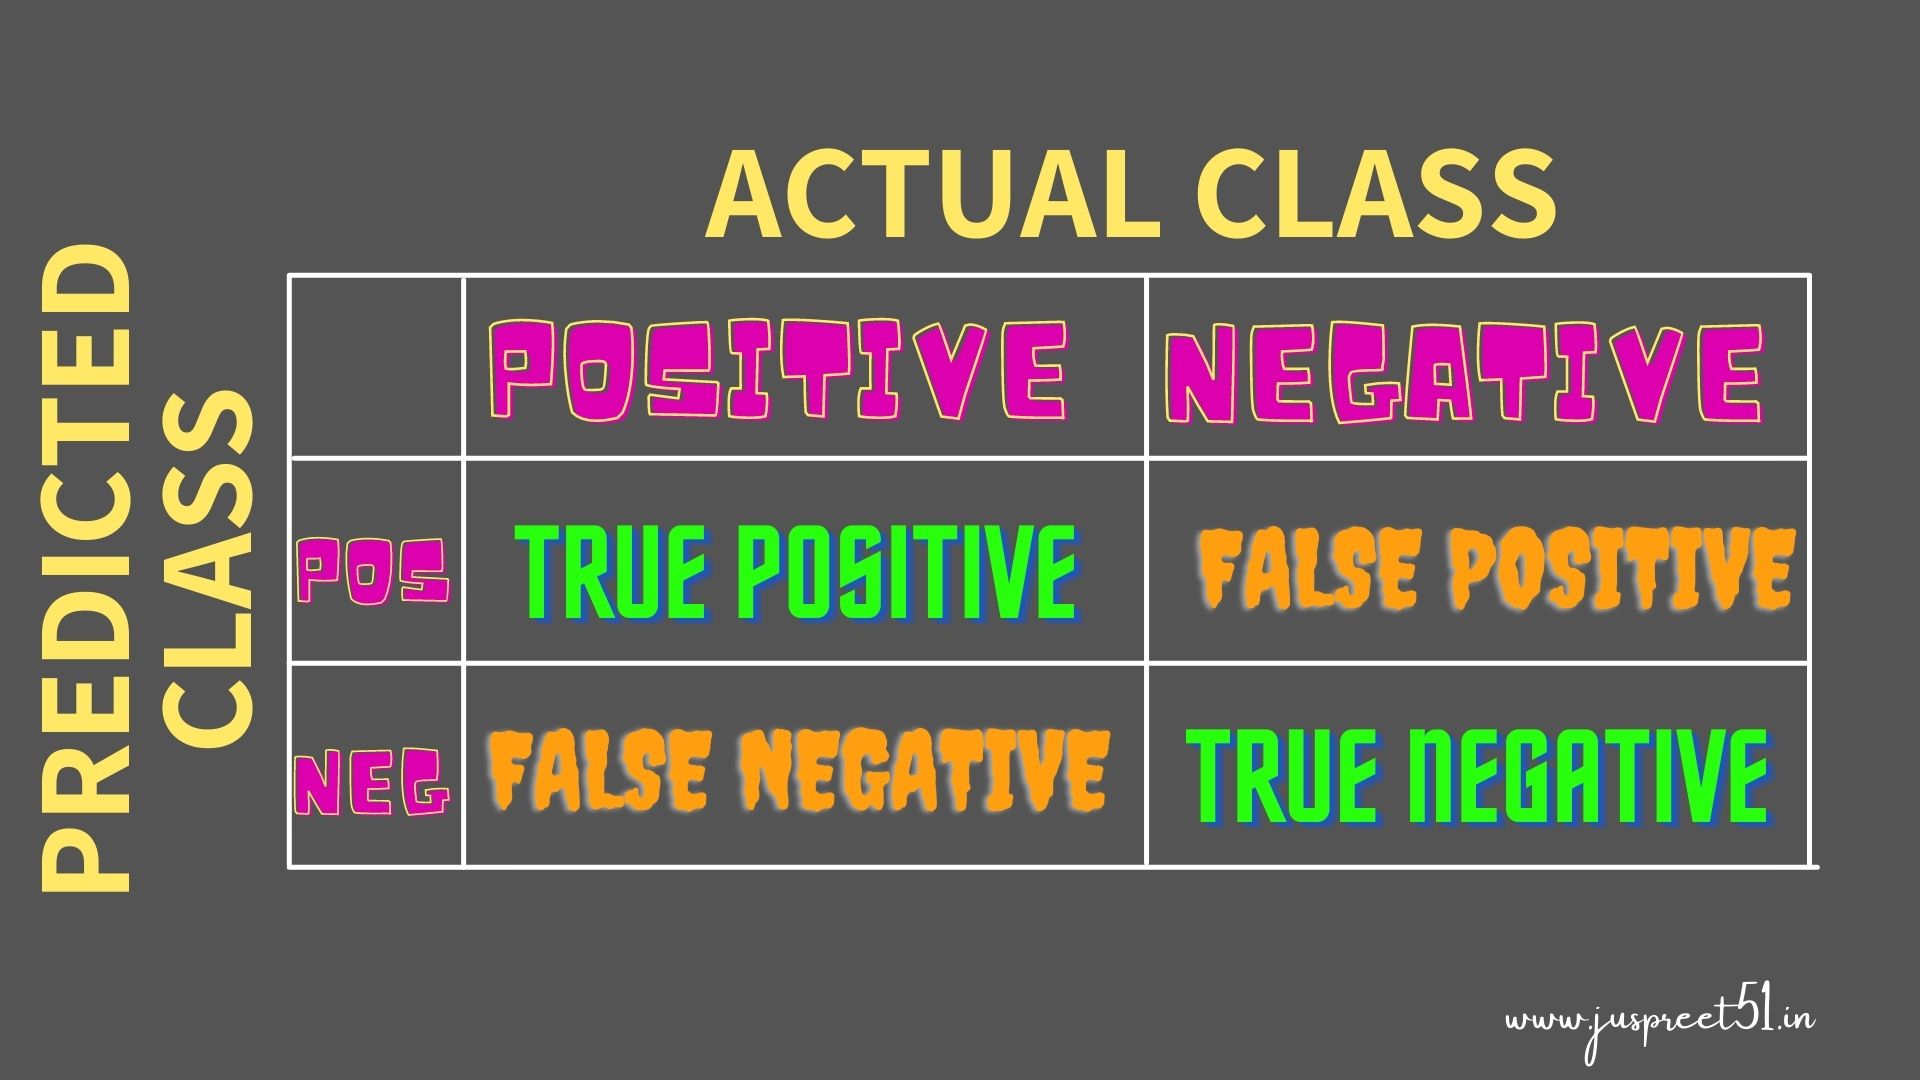 ACTUAL CLASS
PREDICTED
CLASS
POSITIVE NEGATIVE
POS TRUE POSITIVE FALSE POSITIVE
NEG FALSE NEGATIVE TRUE NEGATIVE
www.juspreet51.in